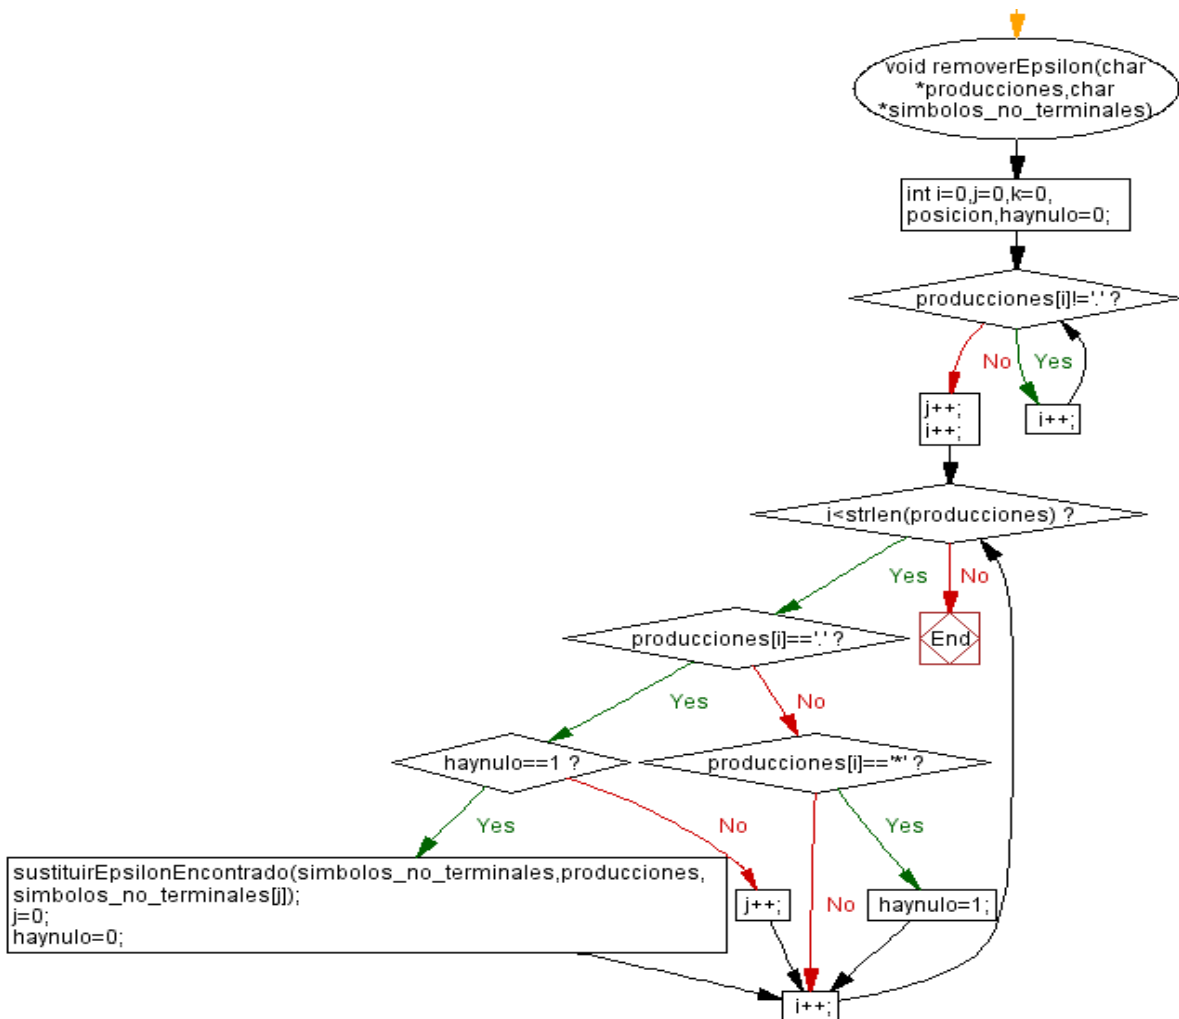 void removerEpsilon(char
*producciones,char
*simbolos_no_terminales)
int i=0,j=0,k=0,
posicion,haynulo=0;
producciones[i]!='.' ?
No
Yes
j++;
i++;
i++;
i<strlen(producciones) ?
Yes
No
producciones[i]=='.' ?
End
Yes
No
haynulo==1 ?
producciones[i]=='*' ?
Yes
No
Yes
sustituirEpsilonEncontrado(simbolos_no_terminales,producciones,
simbolos_no_terminales[j]);
j=0;
haynulo=0;
j++;
No
haynulo=1;
i++;